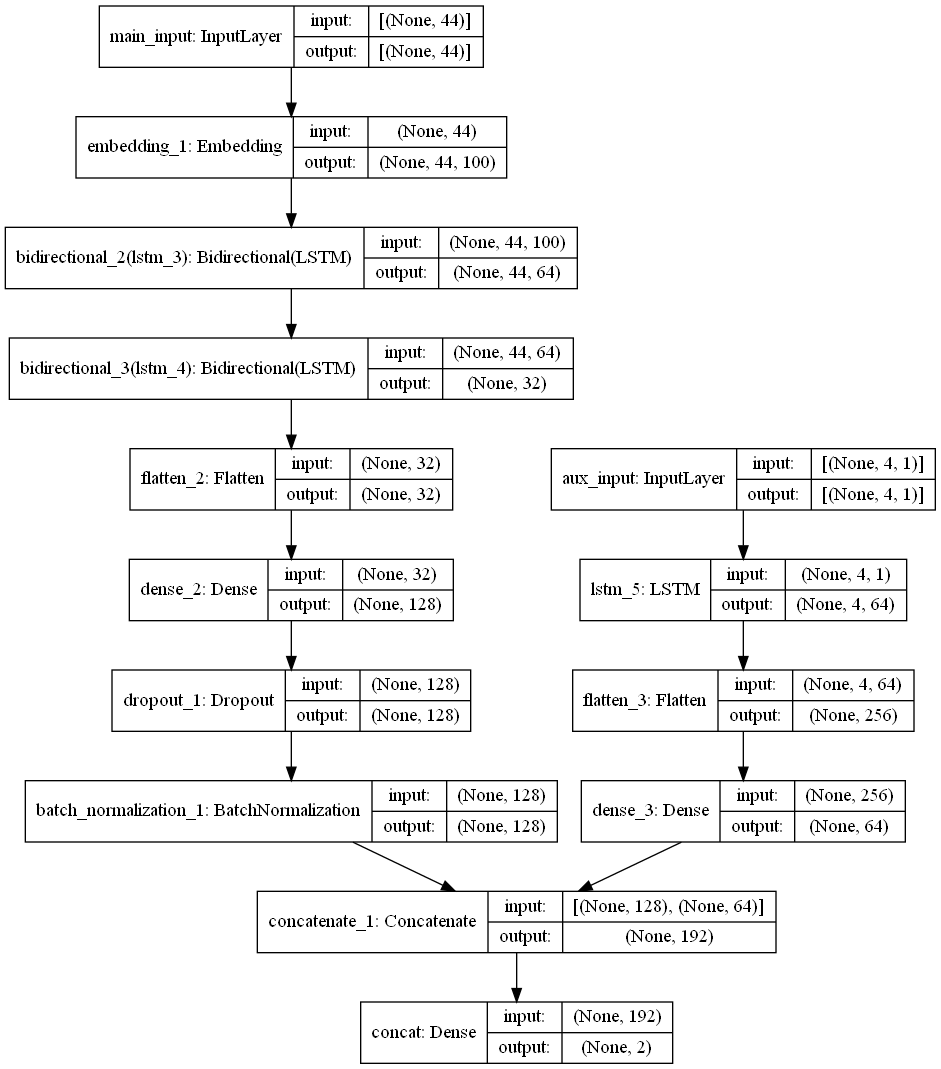 main_input: InputLayer
input: [(None, 44)]
output: [(None, 44)]
embedding_1: Embedding
input: (None, 44)
output: (None, 44, 100)
bidirectional_2(lstm_3): Bidirectional(LSTM)
input: (None, 44, 100)
output: (None, 44, 64)
bidirectional_3(lstm_4): Bidirectional(LSTM)
input: (None, 44, 64)
output: (None, 32)
flatten_2: Flatten
input: (None, 32)
output: (None, 32)
aux_input: InputLayer
input: [(None, 4, 1)]
output: [(None, 4, 1)]
dense_2: Dense
input: (None, 32)
output: (None, 128)
lstm_5: LSTM
input: (None, 4, 1)
output: (None, 4, 64)
dropout_1: Dropout
input: (None, 128)
output: (None, 128)
flatten_3: Flatten
input: (None, 4, 64)
output: (None, 256)
batch_normalization_1: BatchNormalization
input: (None, 128)
output: (None, 128)
dense_3: Dense
input: (None, 256)
output: (None, 64)
concatenate_1: Concatenate
input: [(None, 128), (None, 64)]
output: (None, 192)
concat: Dense
input: (None, 192)
output: (None, 2)